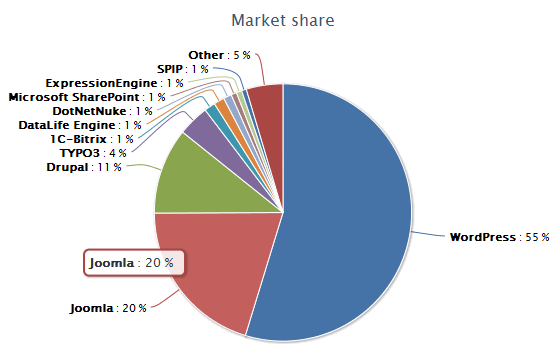 Market share
Other : 5 %
SPIP : 1 %
ExpressionEngine : 1 %
Microsoft SharePoint : 1 %
DotNetNuke : 1 %
DataLife Engine : 1 %
1C-Bitrix : 1 %
TYPO3 : 4 %
Drupal : 11 %
WordPress : 55 %
Joomla : 20 %
Joomla : 20 %